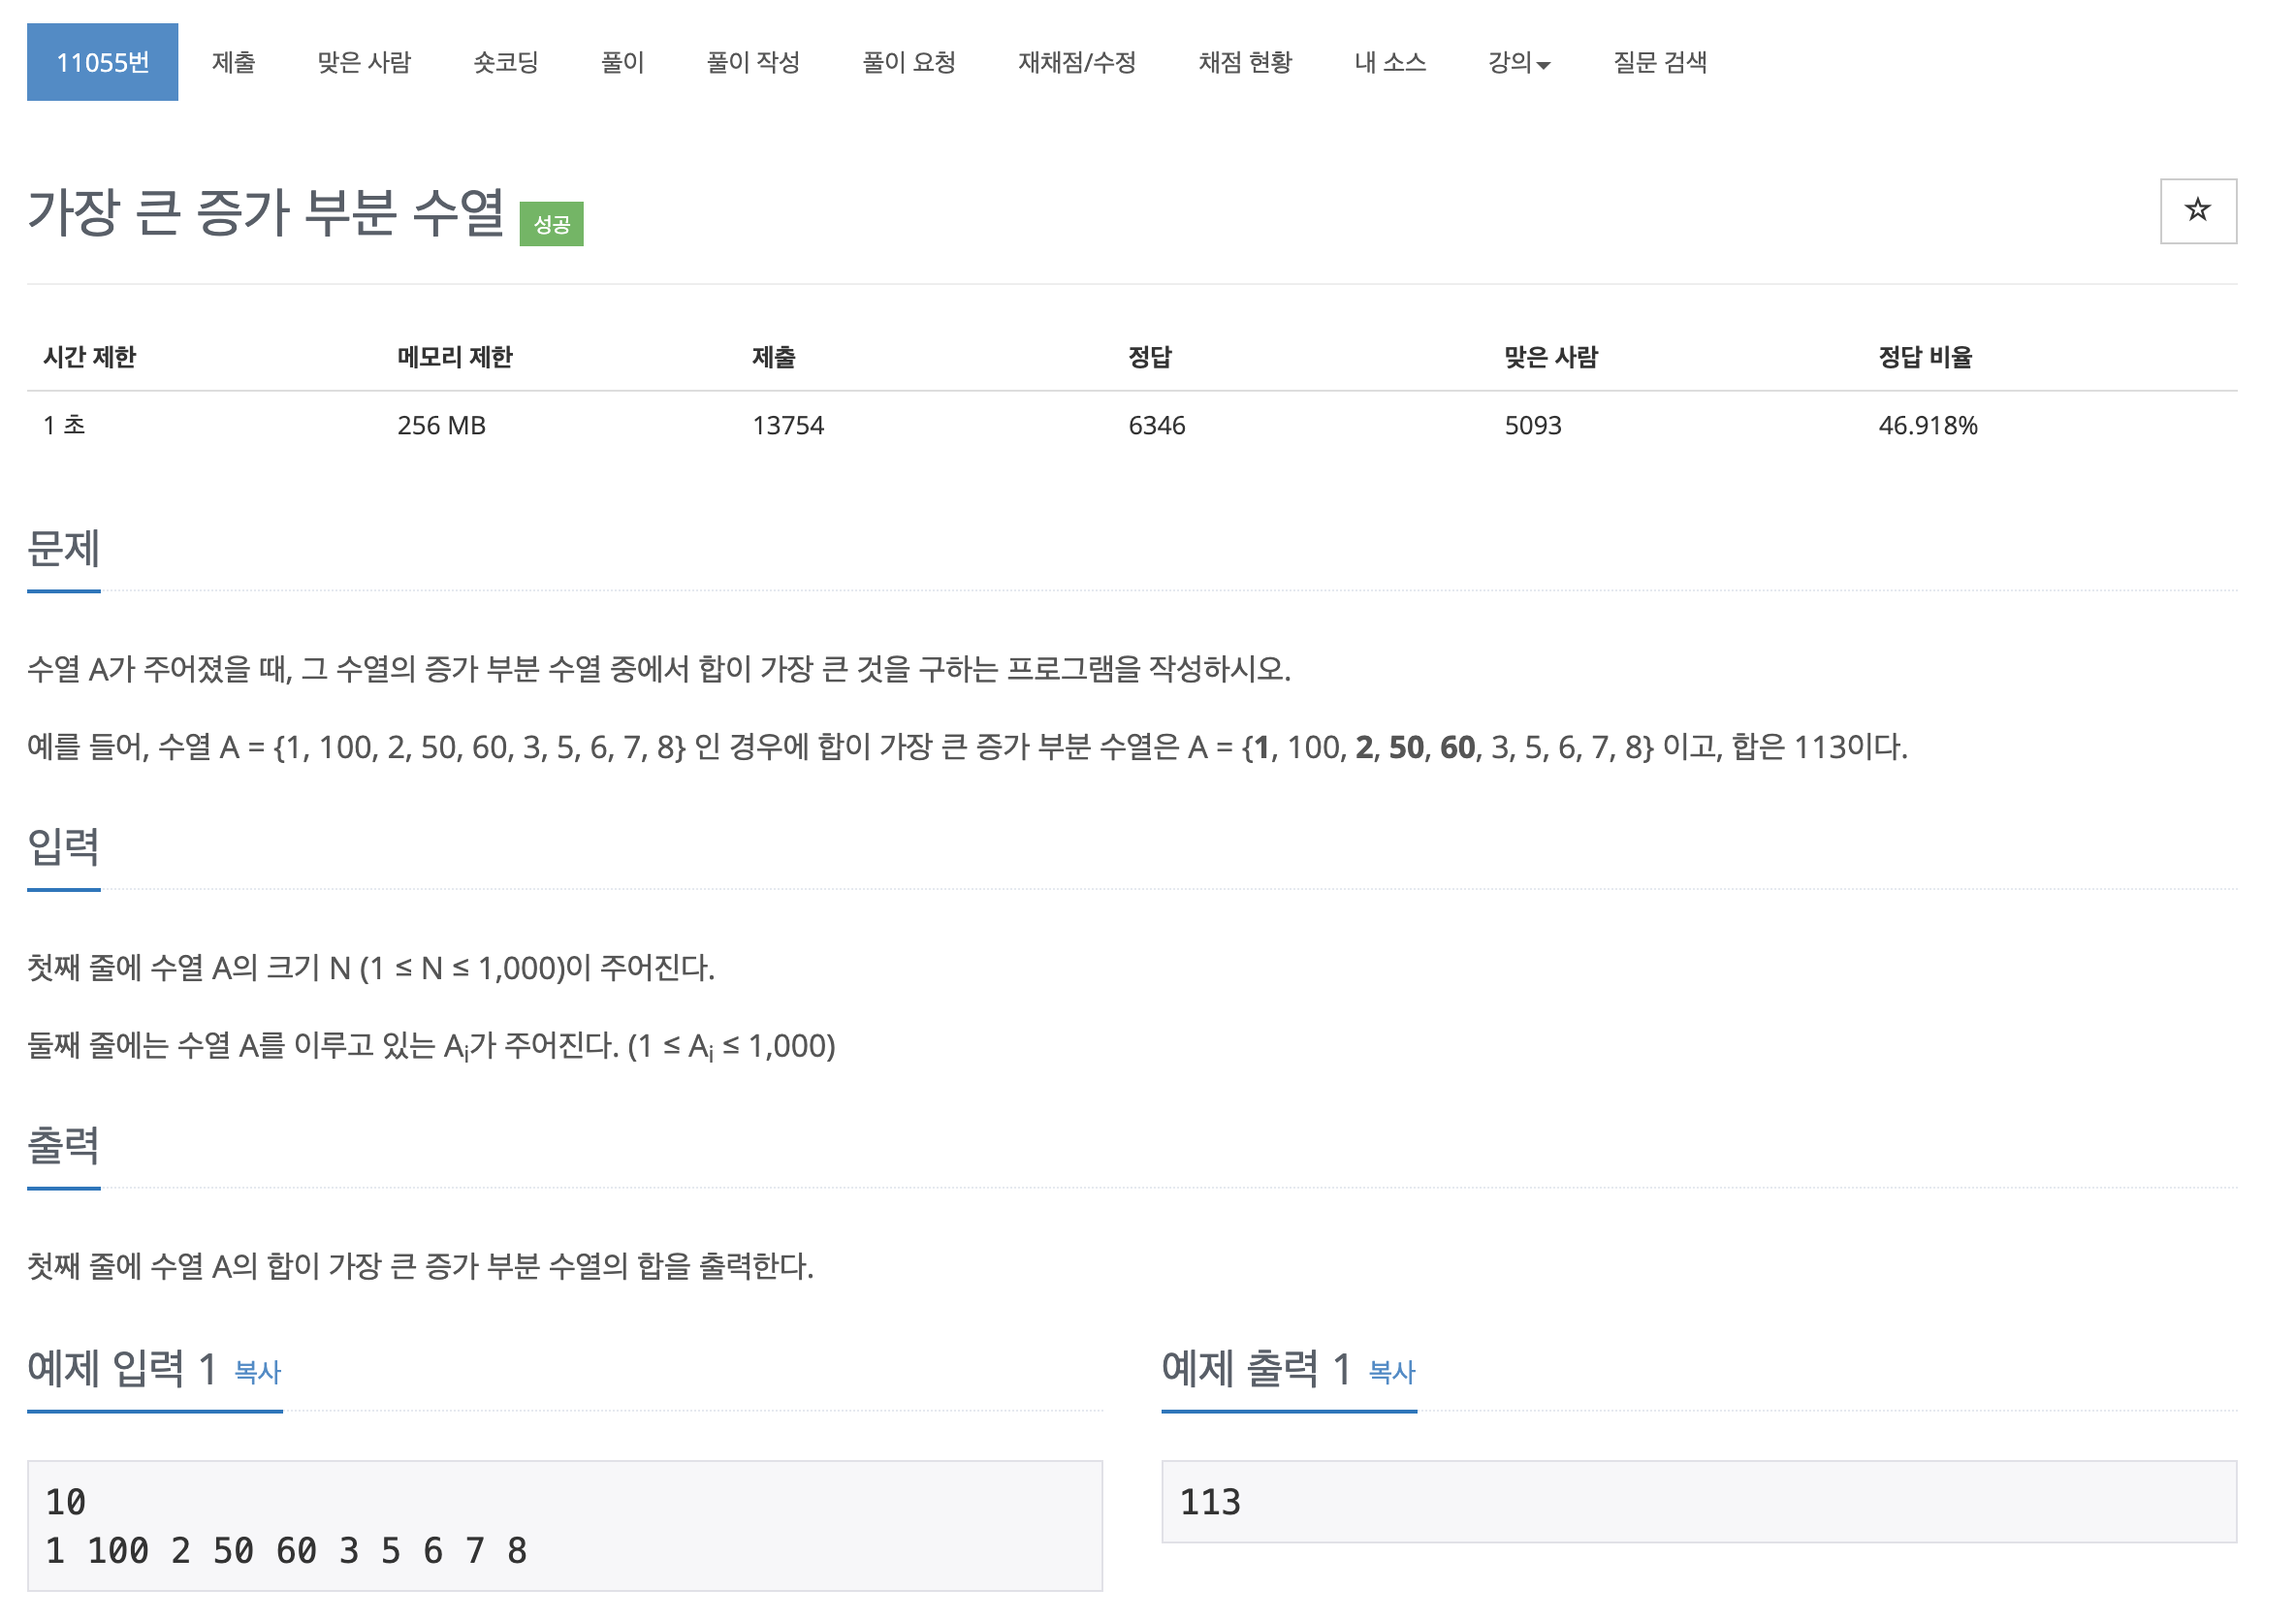 11055번 제출 맞은 사람 숏코딩 풀이 풀이 작성 풀이 요청 재채점/수정 채점 현황 내 소스 강의 질문 검색
가장 큰 증가 부분 수열 성공
시간 제한 메모리 제한 제출 정답 맞은 사람 정답 비율
1 초 256 MB 13754 6346 5093 46.918%
문제
수열 A가 주어졌을 때, 그 수열의 증가 부분 수열 중에서 합이 가장 큰 것을 구하는 프로그램을 작성하시오.
예를 들어, 수열 A = {1, 100, 2, 50, 60, 3, 5, 6, 7, 8} 인 경우에 합이 가장 큰 증가 부분 수열은 A = {1, 100, 2, 50, 60, 3, 5, 6, 7, 8} 이고, 합은 113이다.
입력
첫째 줄에 수열 A의 크기 N (1 ≤ N ≤ 1,000)이 주어진다.
둘째 줄에는 수열 A를 이루고 있는 Ai가 주어진다. (1 ≤ Ai ≤ 1,000)
출력
첫째 줄에 수열 A의 합이 가장 큰 증가 부분 수열의 합을 출력한다.
예제 입력 1 복사
10
1 100 2 50 60 3 5 6 7 8
예제 출력 1 복사
113